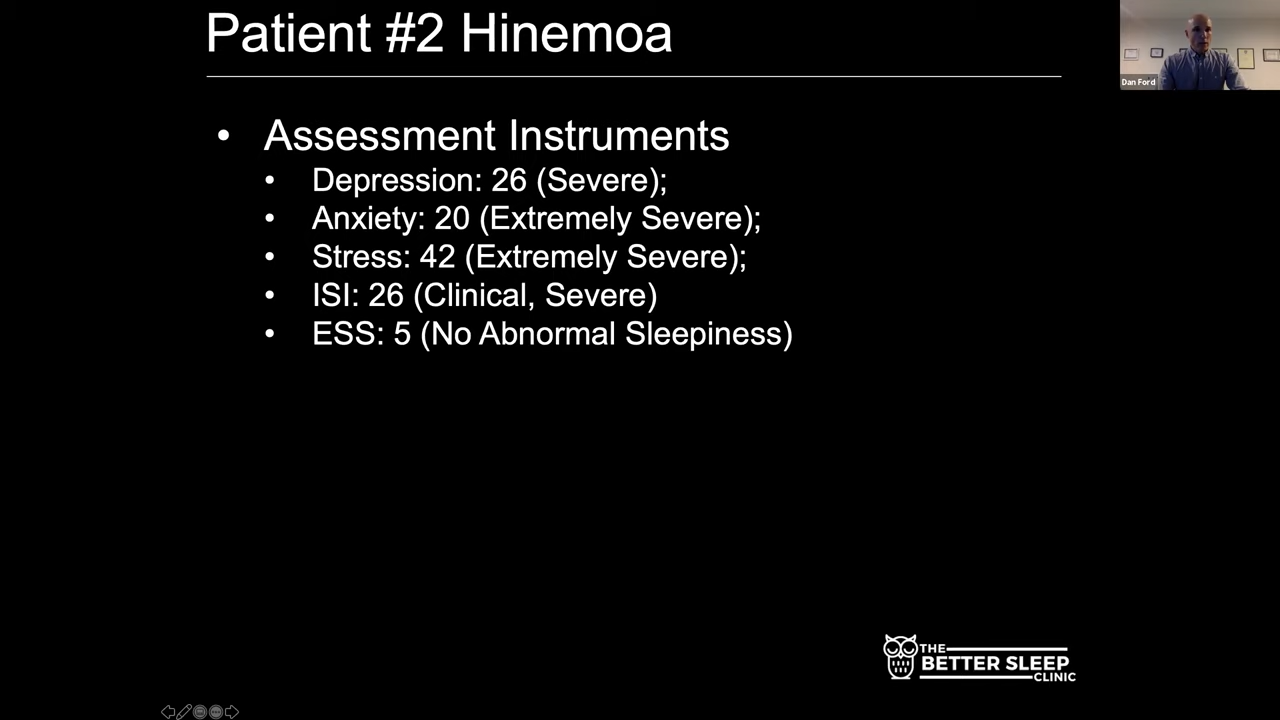 Patient #2 Hinemoa
Dan Ford
• Assessment Instruments
• Depression: 26 (Severe);
• Anxiety: 20 (Extremely Severe);
• Stress: 42 (Extremely Severe);
• ISI: 26 (Clinical, Severe)
• ESS: 5 (No Abnormal Sleepiness)
THE
BETTER SLEEP
CLINIC